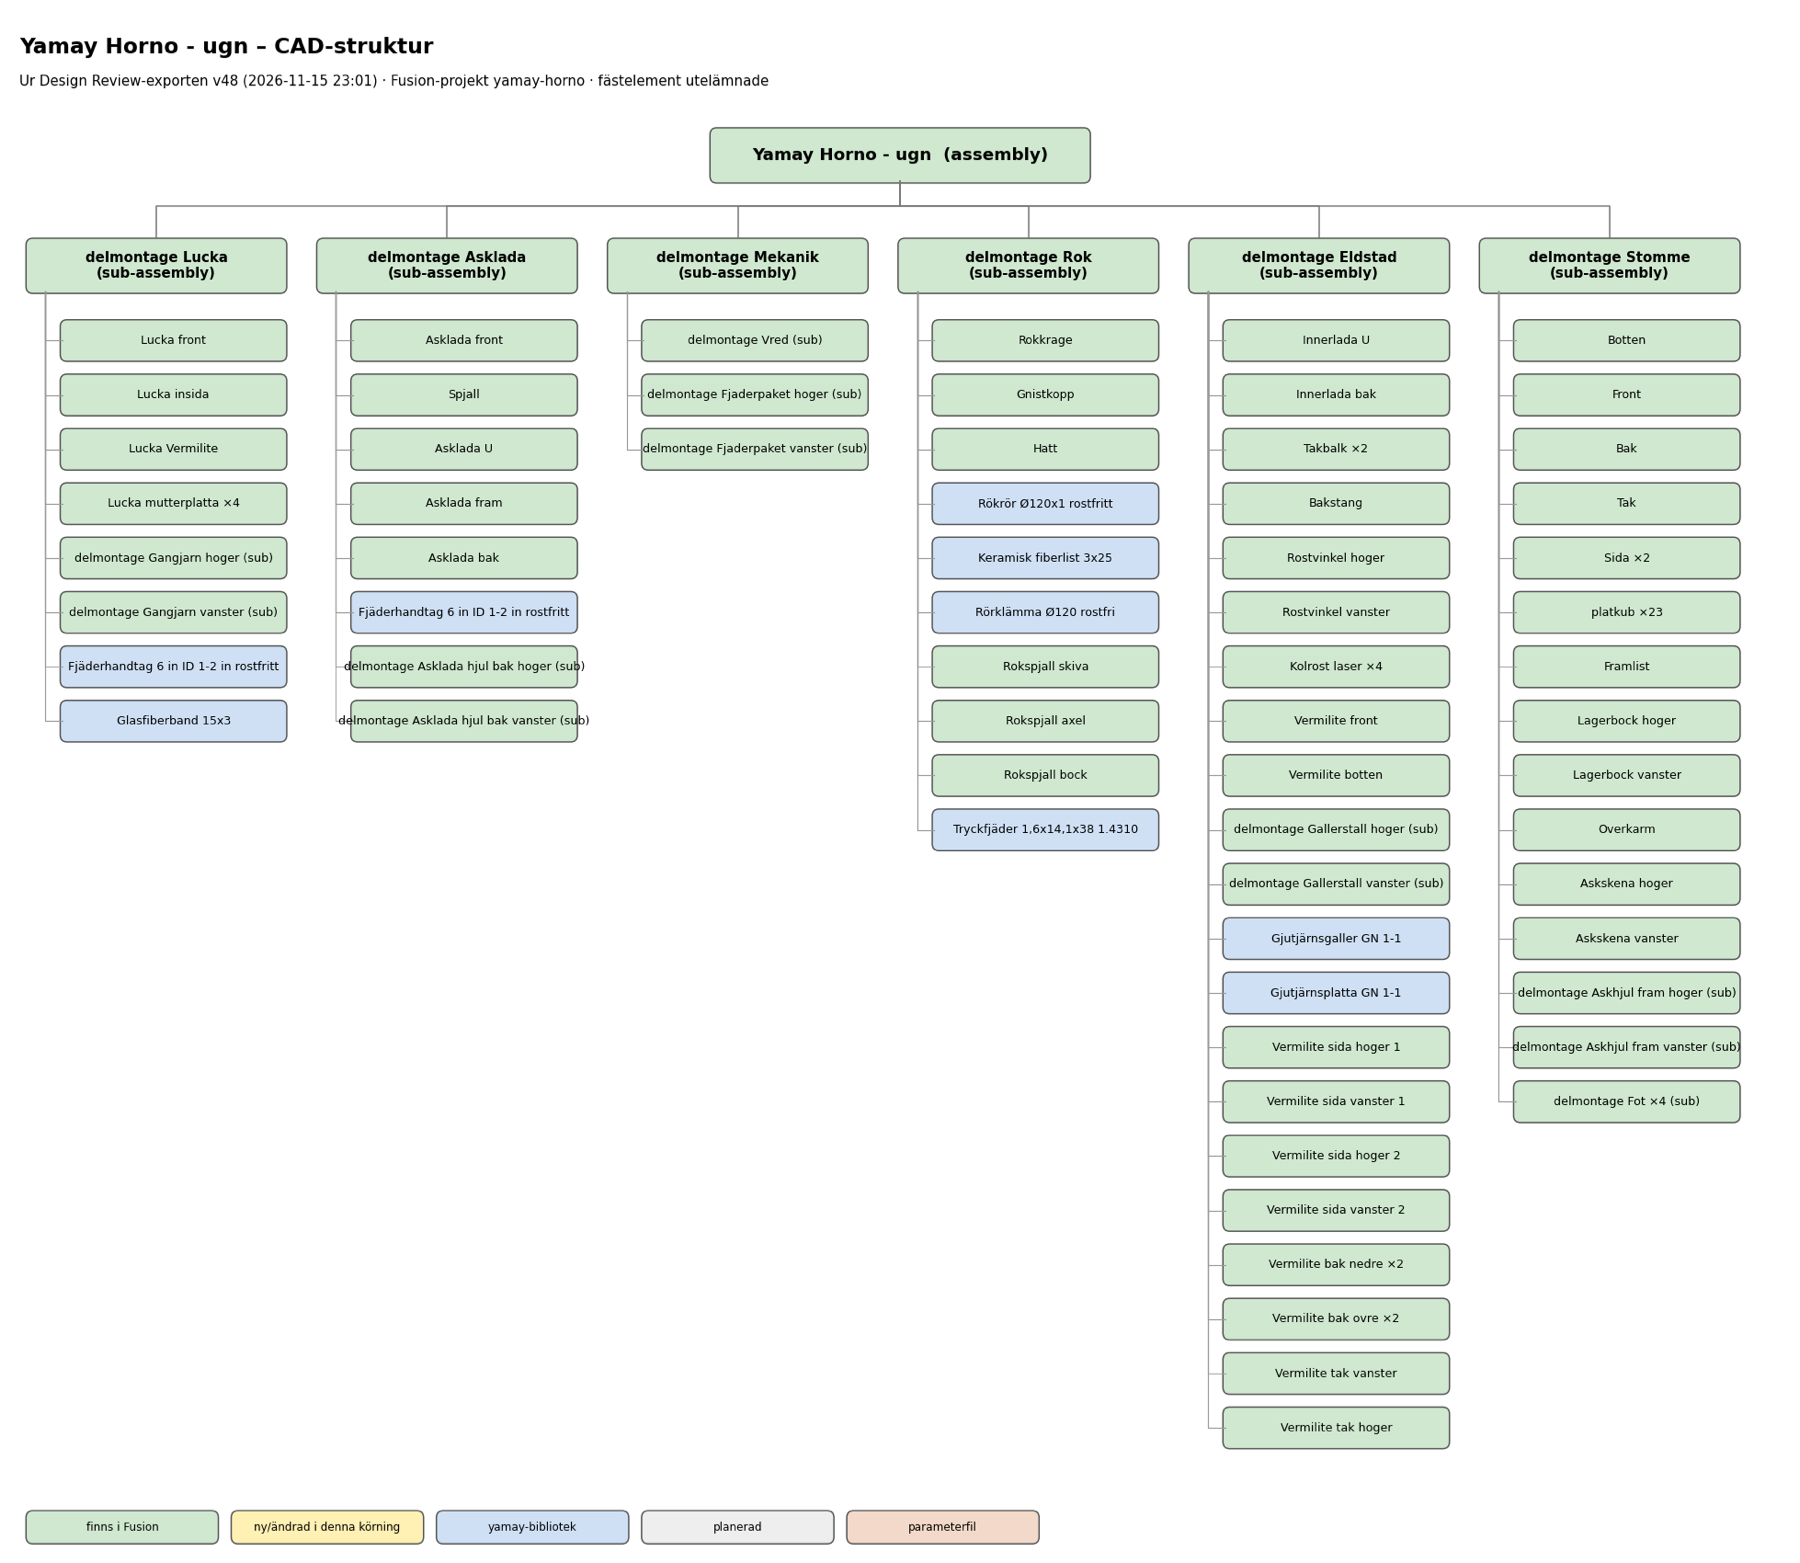 Yamay Horno - ugn – CAD-struktur
Ur Design Review-exporten v48 (2026-11-15 23:01) · Fusion-projekt yamay-horno · fästelement utelämnade
Yamay Horno - ugn  (assembly)
delmontage Lucka
(sub-assembly)
Lucka front
Lucka insida
Lucka Vermilite
Lucka mutterplatta ×4
delmontage Gangjarn hoger (sub)
delmontage Gangjarn vanster (sub)
Fjäderhandtag 6 in ID 1-2 in rostfritt
Glasfiberband 15x3
delmontage Asklada
(sub-assembly)
Asklada front
Spjall
Asklada U
Asklada fram
Asklada bak
Fjäderhandtag 6 in ID 1-2 in rostfritt
delmontage Asklada hjul bak hoger (sub)
delmontage Asklada hjul bak vanster (sub)
delmontage Mekanik
(sub-assembly)
delmontage Vred (sub)
delmontage Fjaderpaket hoger (sub)
delmontage Fjaderpaket vanster (sub)
delmontage Rok
(sub-assembly)
Rokkrage
Gnistkopp
Hatt
Rökrör Ø120x1 rostfritt
Keramisk fiberlist 3x25
Rörklämma Ø120 rostfri
Rokspjall skiva
Rokspjall axel
Rokspjall bock
Tryckfjäder 1,6x14,1x38 1.4310
delmontage Eldstad
(sub-assembly)
Innerlada U
Innerlada bak
Takbalk ×2
Bakstang
Rostvinkel hoger
Rostvinkel vanster
Kolrost laser ×4
Vermilite front
Vermilite botten
delmontage Gallerstall hoger (sub)
delmontage Gallerstall vanster (sub)
Gjutjärnsgaller GN 1-1
Gjutjärnsplatta GN 1-1
Vermilite sida hoger 1
Vermilite sida vanster 1
Vermilite sida hoger 2
Vermilite sida vanster 2
Vermilite bak nedre ×2
Vermilite bak ovre ×2
Vermilite tak vanster
Vermilite tak hoger
delmontage Stomme
(sub-assembly)
Botten
Front
Bak
Tak
Sida ×2
platkub ×23
Framlist
Lagerbock hoger
Lagerbock vanster
Overkarm
Askskena hoger
Askskena vanster
delmontage Askhjul fram hoger (sub)
delmontage Askhjul fram vanster (sub)
delmontage Fot ×4 (sub)
finns i Fusion
ny/ändrad i denna körning
yamay-bibliotek
planerad
parameterfil